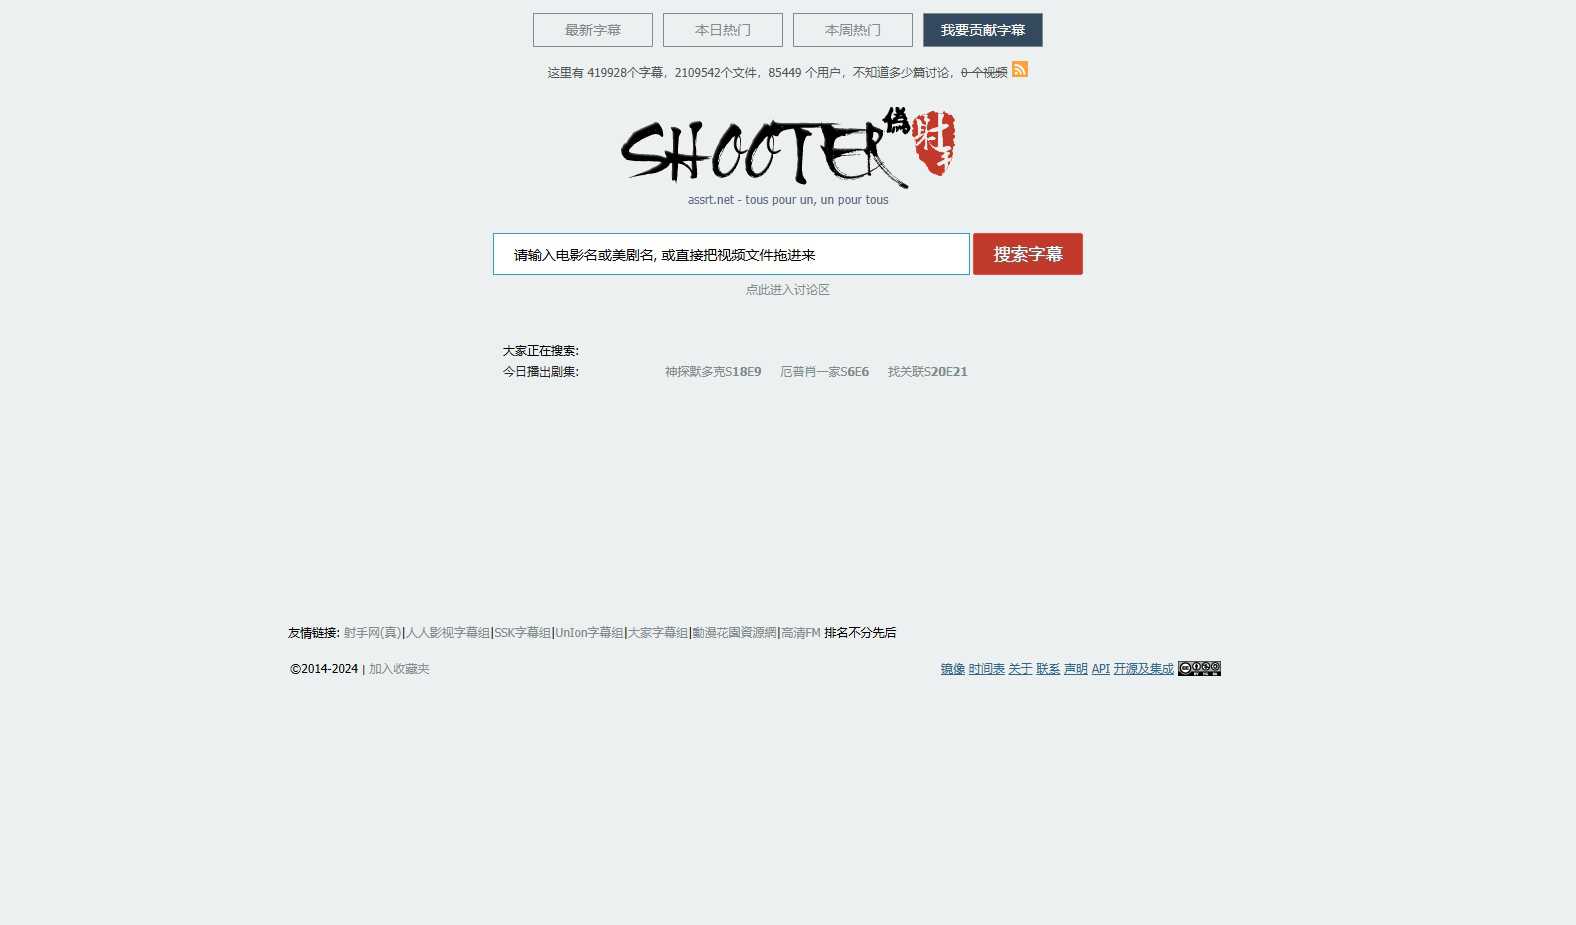 最新字幕 本日热门 本周热门 我要贡献字幕
这里有 419928个字幕，2109542个文件，85449 个用户，不知道多少篇讨论，0 个视频
SHOOTER 偽 射手
assrt.net - tous pour un, un pour tous
请输入电影名或美剧名, 或直接把视频文件拖进来 搜索字幕
点此进入讨论区
大家正在搜索:
今日播出剧集: 神探默多克S18E9 厄普肖一家S6E6 找关联S20E21
友情链接: 射手网(真)|人人影视字幕组|SSK字幕组|UnIon字幕组|大家字幕组|動漫花園資源網|高清FM 排名不分先后
©2014-2024 | 加入收藏夹 镜像 时间表 关于 联系 声明 API 开源及集成